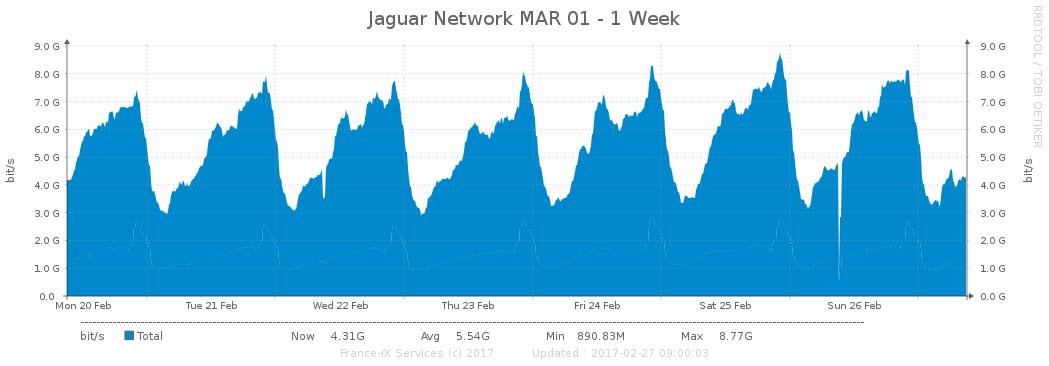 Jaguar Network MAR 01 - 1 Week
RRDTOOL / TOBI OETIKER
9.0 G 9.0 G
8.0 G 8.0 G
7.0 G 7.0 G
6.0 G 6.0 G
5.0 G 5.0 G
4.0 G 4.0 G
3.0 G 3.0 G
2.0 G 2.0 G
1.0 G 1.0 G
0.0 0.0 G
bit/s
bit/s
Mon 20 Feb Tue 21 Feb Wed 22 Feb Thu 23 Feb Fri 24 Feb Sat 25 Feb Sun 26 Feb
bit/s Total Now 4.31G Avg 5.54G Min 890.83M Max 8.77G
France-IX Services (c) 2017 Updated : 2017-02-27 09:00:03